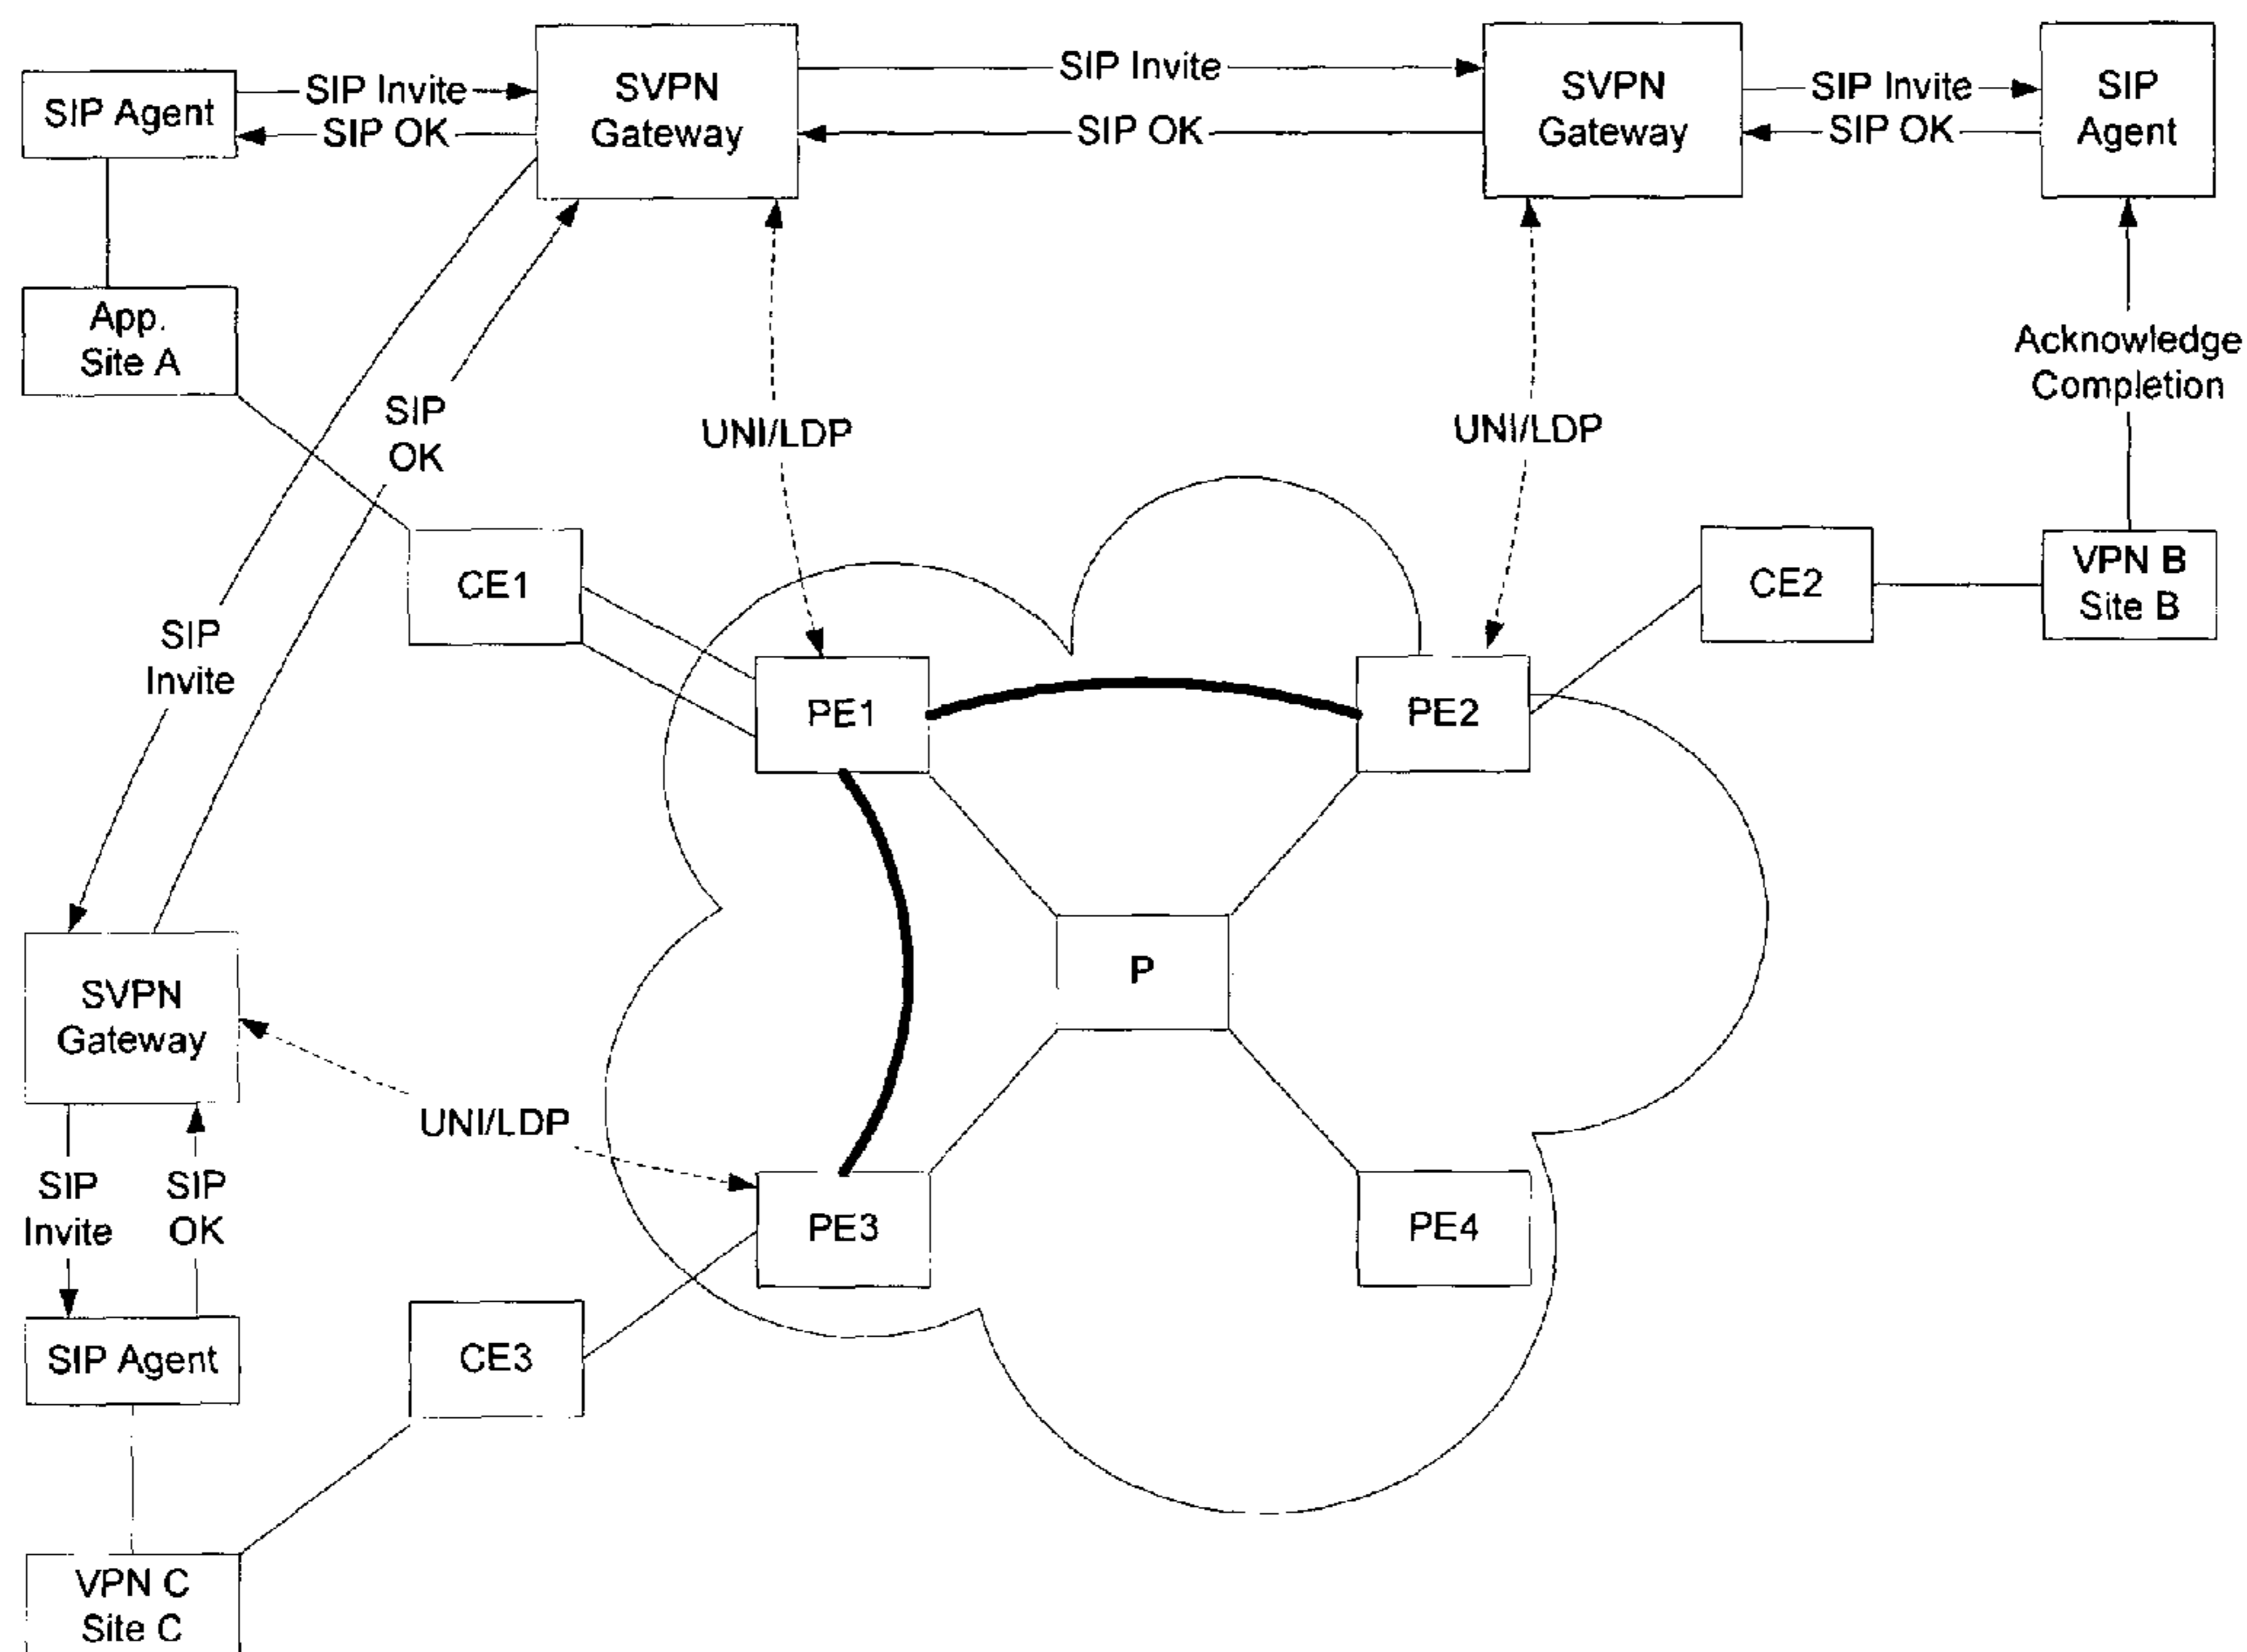 SIP Agent
SIP Invite
SIP OK
SVPN
Gateway
SIP Invite
SIP OK
SVPN
Gateway
SIP Invite
SIP OK
SIP
Agent
App.
Site A
SIP
OK
UNI/LDP
UNI/LDP
Acknowledge
Completion
CE1
CE2
VPN B
Site B
SIP
Invite
PE1
PE2
P
SVPN
Gateway
UNI/LDP
SIP
Invite
SIP
OK
PE3
PE4
SIP Agent
CE3
VPN C
Site C